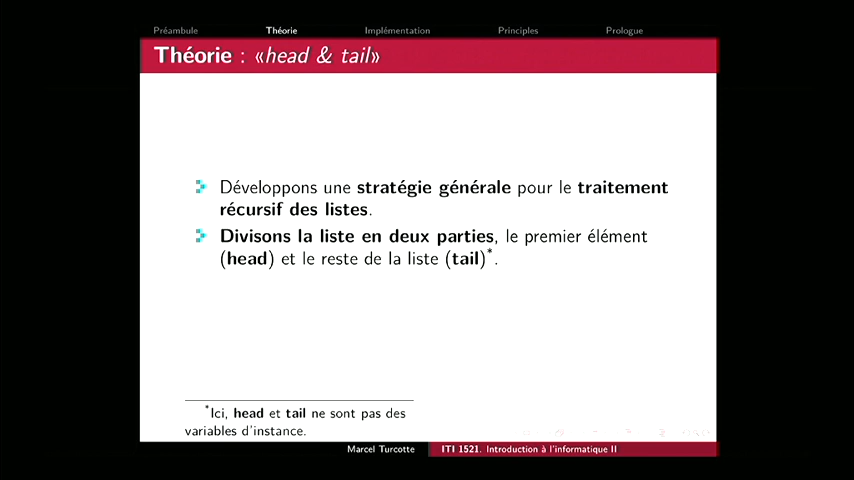 Préambule Théorie Implémentation Principles Prologue
Théorie : «head & tail»
Développons une stratégie générale pour le traitement
récursif des listes.
Divisons la liste en deux parties, le premier élément
(head) et le reste de la liste (tail)*.
*Ici, head et tail ne sont pas des
variables d'instance.
Marcel Turcotte ITI 1521. Introduction à l'informatique II